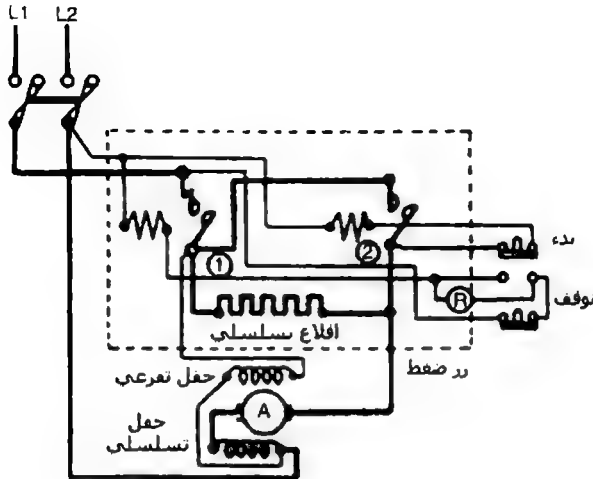 L1 L2
بدء
2
1
توقف
R
اقلاع تسلسلي
زر ضغط
حقل تفرعي
A
حقل
تسلسلي